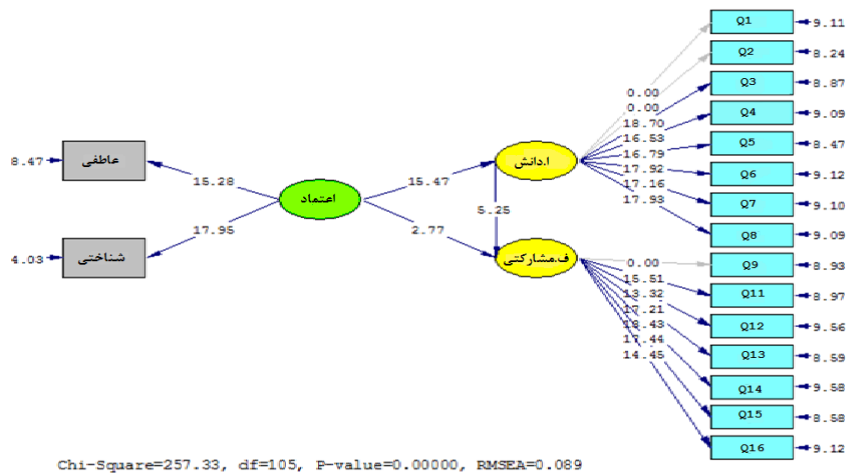 Q1 9.11
Q2 8.24
Q3 8.87
Q4 9.09
Q5 8.47
Q6 9.12
Q7 9.10
Q8 9.09
Q9 8.93
Q11 8.97
Q12 9.56
Q13 8.59
Q14 9.58
Q15 8.58
Q16 9.12
0.00
0.00
18.70
16.53
16.79
17.92
17.16
17.93
0.00
15.51
13.32
17.21
18.43
17.44
14.45
ا.دانش
ف.مشارکتی
5.25
15.47
2.77
اعتماد
15.28
17.95
8.47 عاطفی
4.03 شناختی
Chi-Square=257.33, df=105, P-value=0.00000, RMSEA=0.089